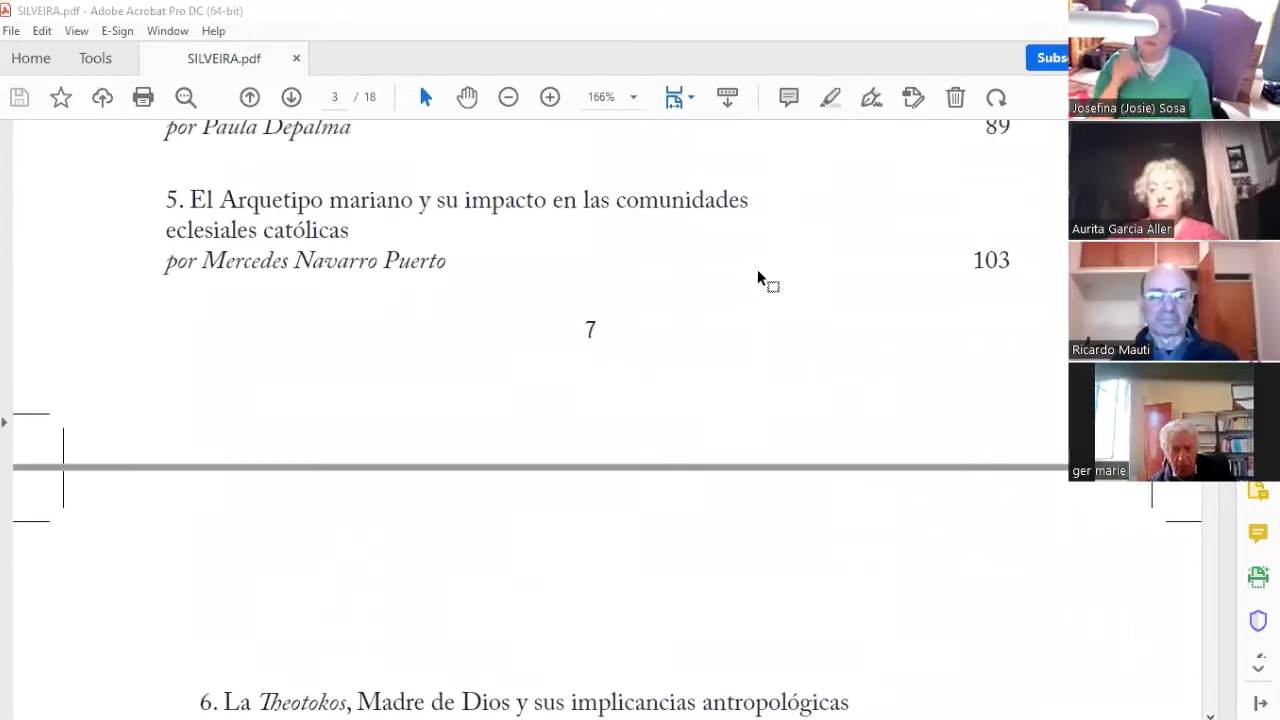 SILVEIRA.pdf - Adobe Acrobat Pro DC (64-bit)
File Edit View E-Sign Window Help
Home Tools SILVEIRA.pdf × Subs
3 / 18 166%
por Paula Depalma 89
5. El Arquetipo mariano y su impacto en las comunidades
eclesiales católicas
por Mercedes Navarro Puerto 103
7
6. La Theotokos, Madre de Dios y sus implicancias antropológicas
Josefina (Josie) Sosa
Aurita Garcia Aller
Ricardo Mauti
ger marie